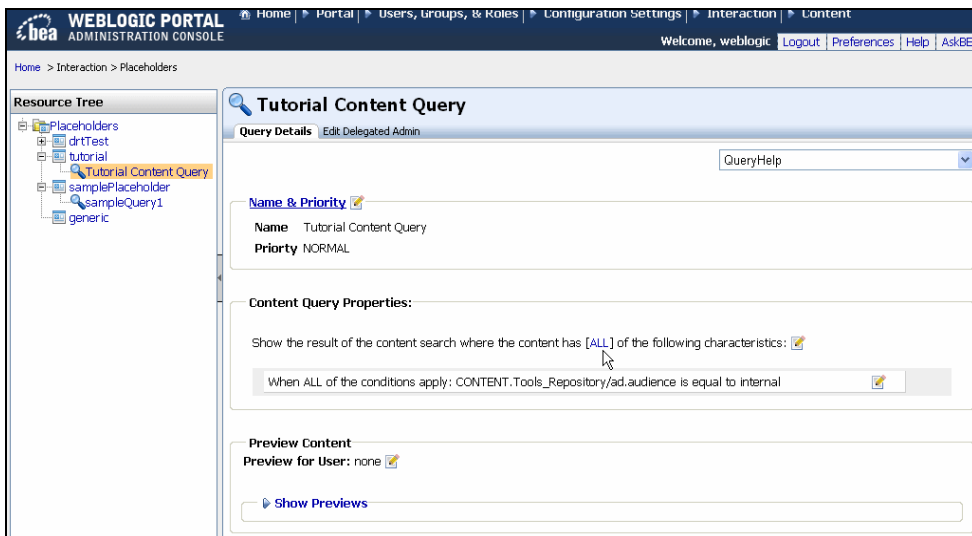 bea WEBLOGIC PORTAL
ADMINISTRATION CONSOLE
Home | Portal | Users, Groups, & Roles | Configuration Settings | Interaction | Content
Welcome, weblogic Logout Preferences Help AskBE
Home > Interaction > Placeholders
Resource Tree
Placeholders
drtTest
tutorial
Tutorial Content Query
samplePlaceholder
sampleQuery1
generic
Tutorial Content Query
Query Details Edit Delegated Admin
QueryHelp
Name & Priority
Name Tutorial Content Query
Priorty NORMAL
Content Query Properties:
Show the result of the content search where the content has [ALL] of the following characteristics:
When ALL of the conditions apply: CONTENT.Tools_Repository/ad.audience is equal to internal
Preview Content
Preview for User: none
Show Previews